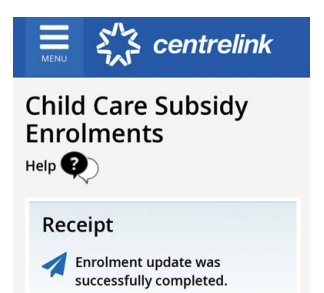 MENU
centrelink
Child Care Subsidy
Enrolments
Help ?
Receipt
Enrolment update was
successfully completed.